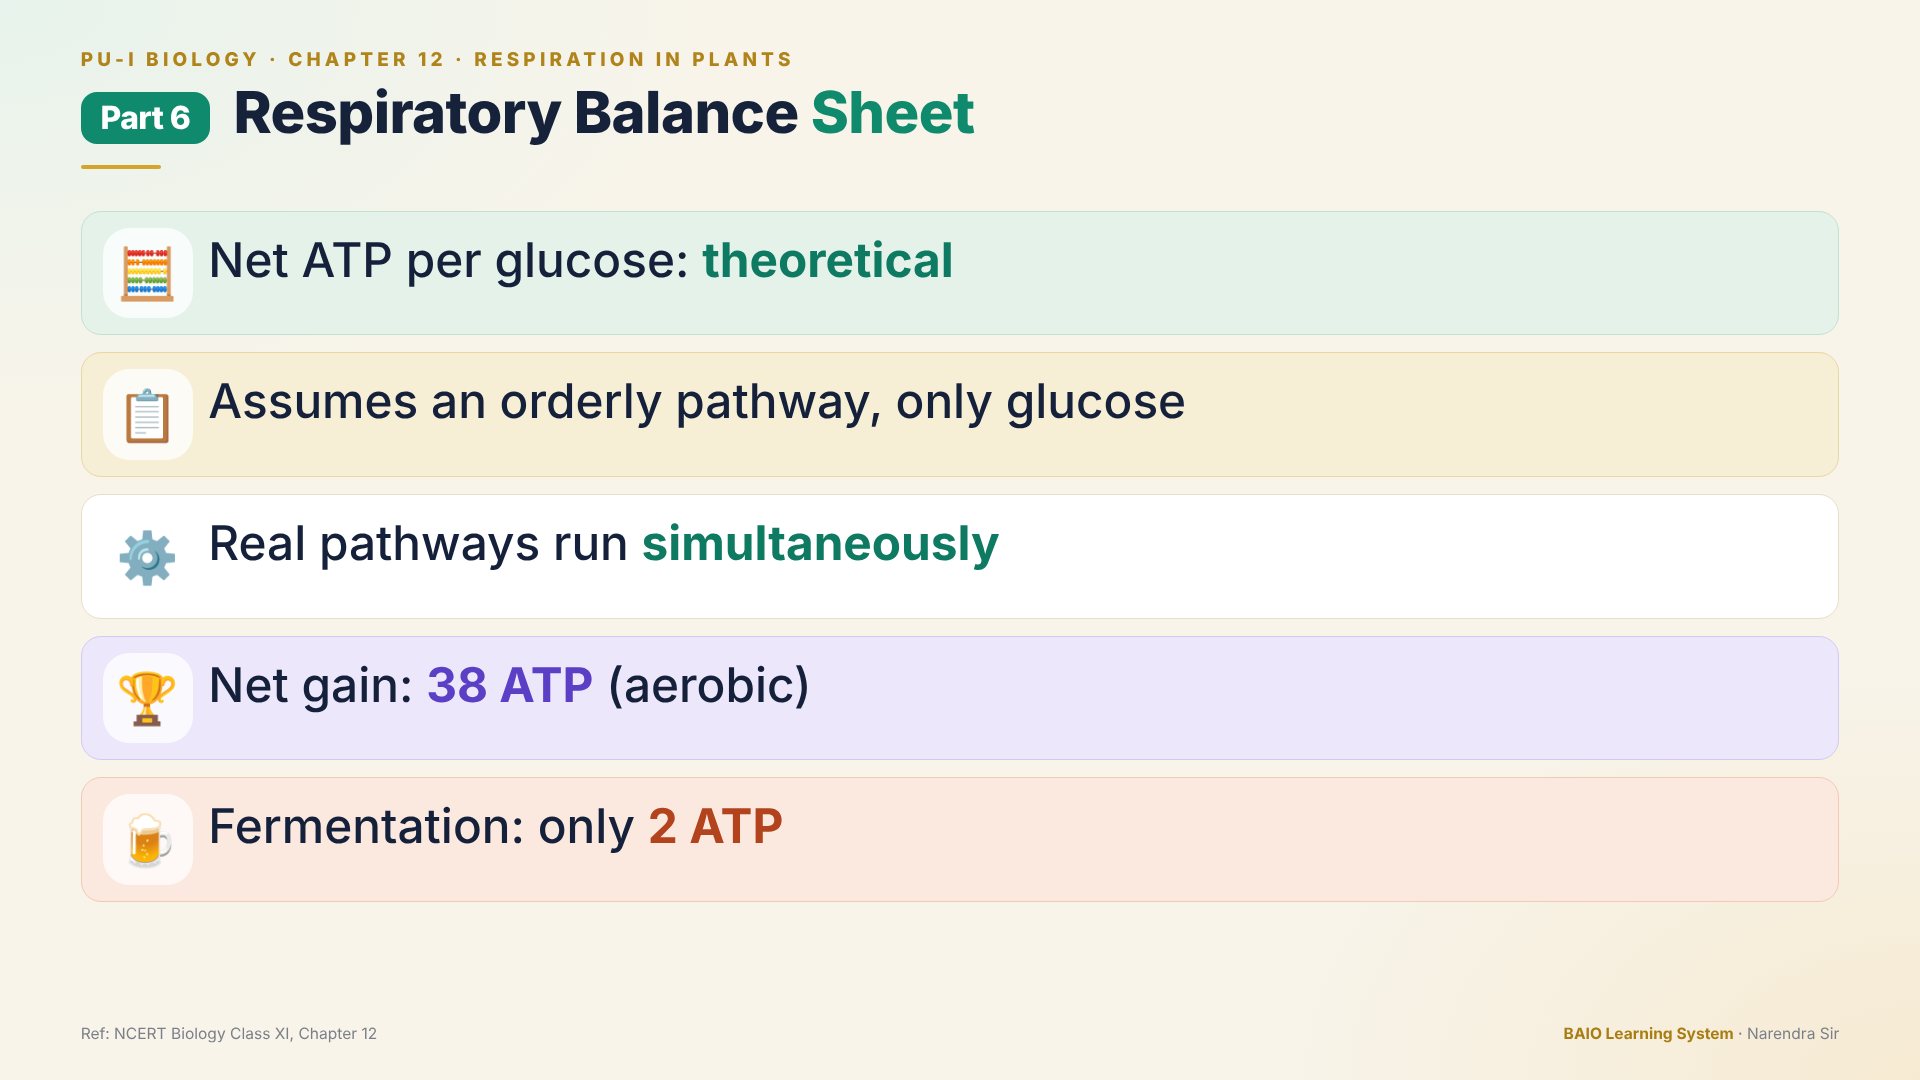 PU-I BIOLOGY · CHAPTER 12 · RESPIRATION IN PLANTS
Part 6 Respiratory Balance Sheet
Net ATP per glucose: theoretical
Assumes an orderly pathway, only glucose
Real pathways run simultaneously
Net gain: 38 ATP (aerobic)
Fermentation: only 2 ATP
Ref: NCERT Biology Class XI, Chapter 12
BAIO Learning System · Narendra Sir